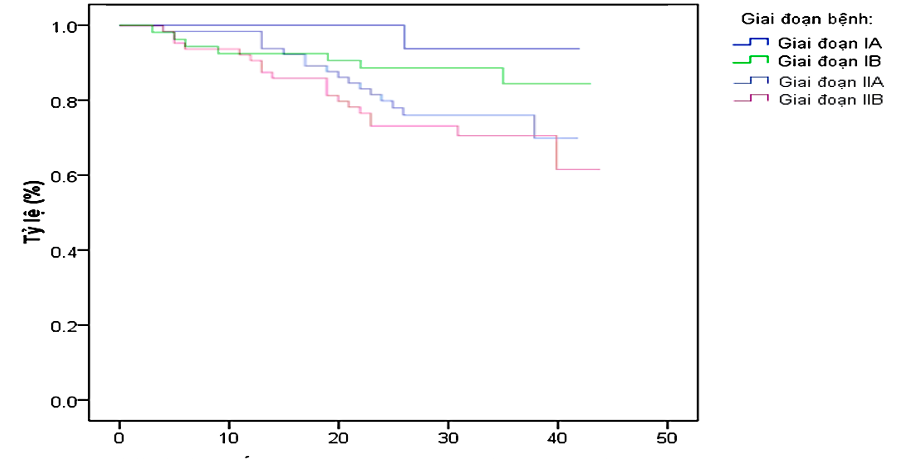 Giai đoạn bệnh:
Giai đoạn IA
Giai đoạn IB
Giai đoạn IIA
Giai đoạn IIB
Tỷ lệ (%)
1.0
0.8
0.6
0.4
0.2
0.0
0 10 20 30 40 50